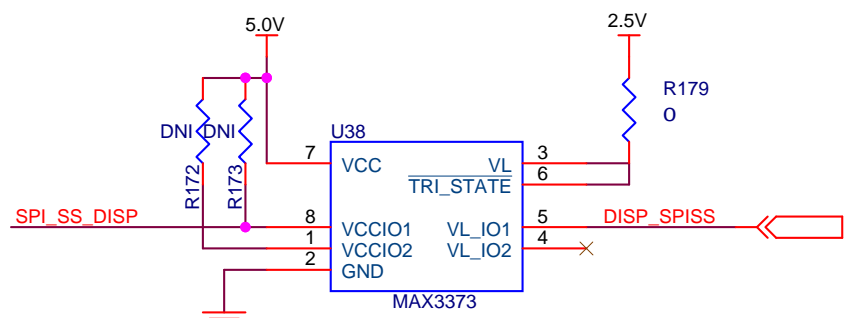 5.0V
2.5V
R179
0
DNI
DNI
R172
R173
U38
7
VCC
VL
3
TRI_STATE
6
SPI_SS_DISP
8
VCCIO1
VL_IO1
5
DISP_SPISS
1
VCCIO2
VL_IO2
4
2
GND
MAX3373